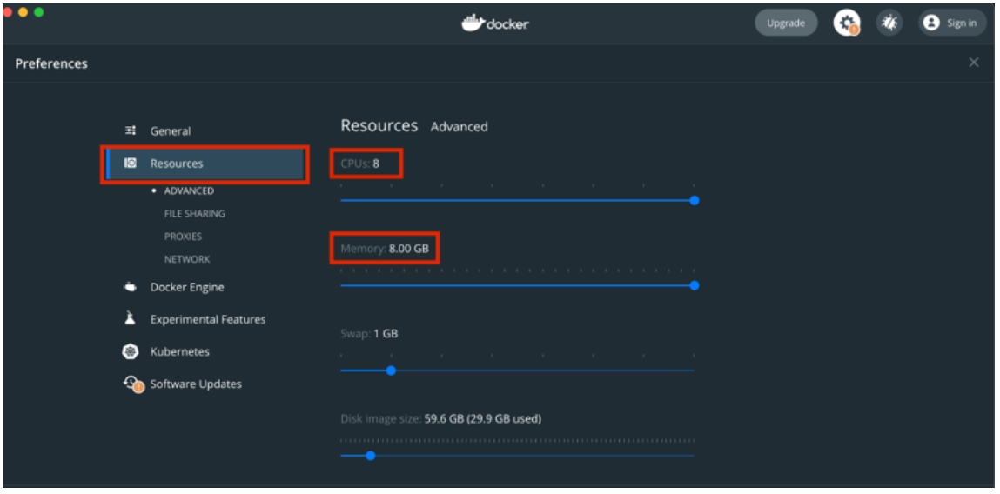 docker
Upgrade
Sign in
Preferences
General
Resources
ADVANCED
FILE SHARING
PROXIES
NETWORK
Docker Engine
Experimental Features
Kubernetes
Software Updates
Resources Advanced
CPUs: 8
Memory: 8.00 GB
Swap: 1 GB
Disk image size: 59.6 GB (29.9 GB used)